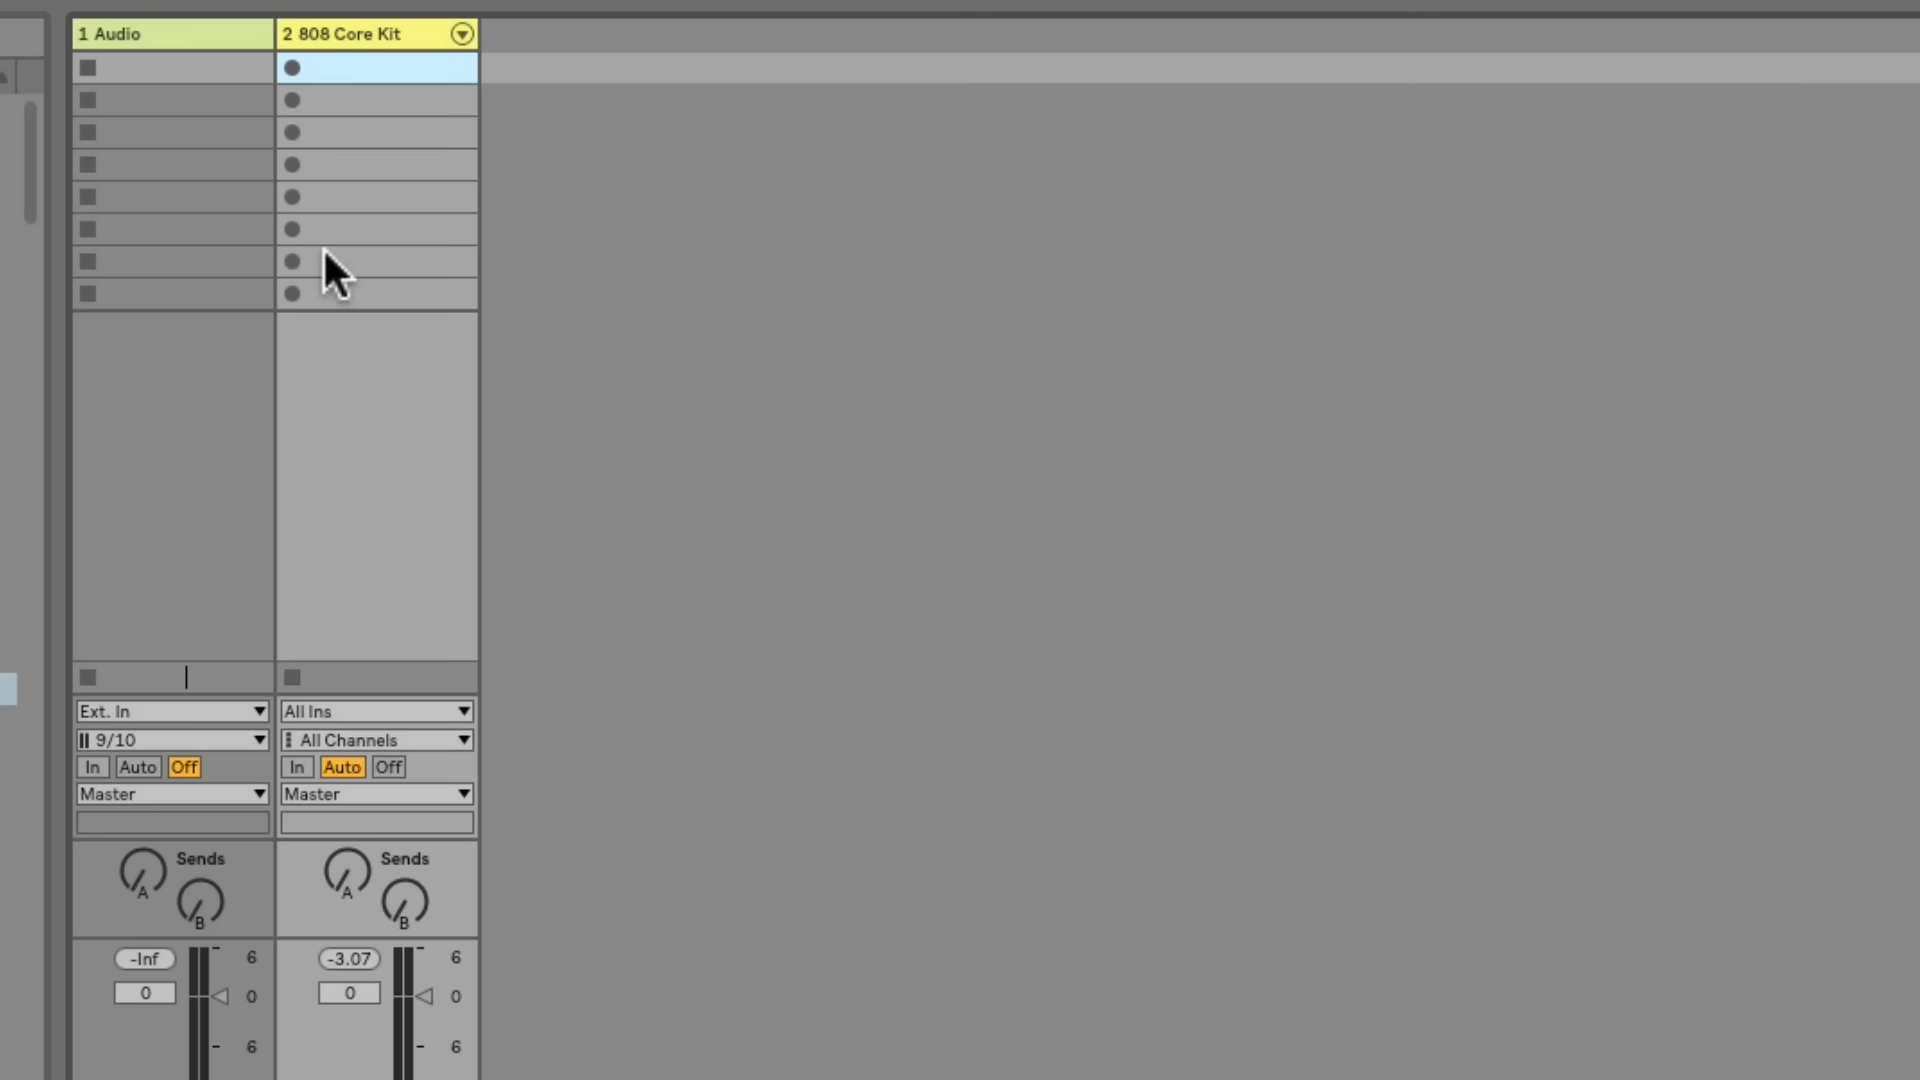 1 Audio
2 808 Core Kit
Ext. In
All Ins
9/10
All Channels
In Auto Off
In Auto Off
Master
Master
Sends
A
B
Sends
A
B
-Inf
6
-3.07
6
0
0
0
0
6
6